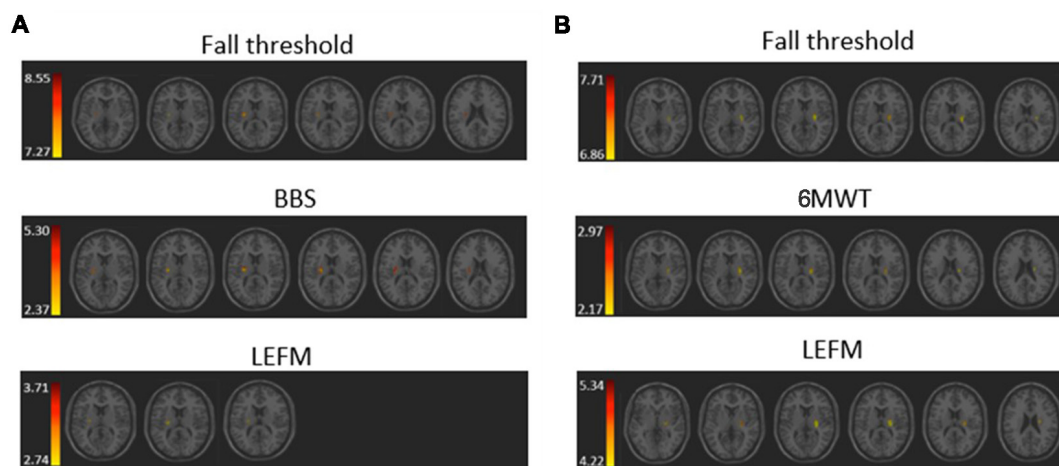 A
Fall threshold
8.55
7.27
BBS
5.30
2.37
LEFM
3.71
2.74
B
Fall threshold
7.71
6.86
6MWT
2.97
2.17
LEFM
5.34
4.22